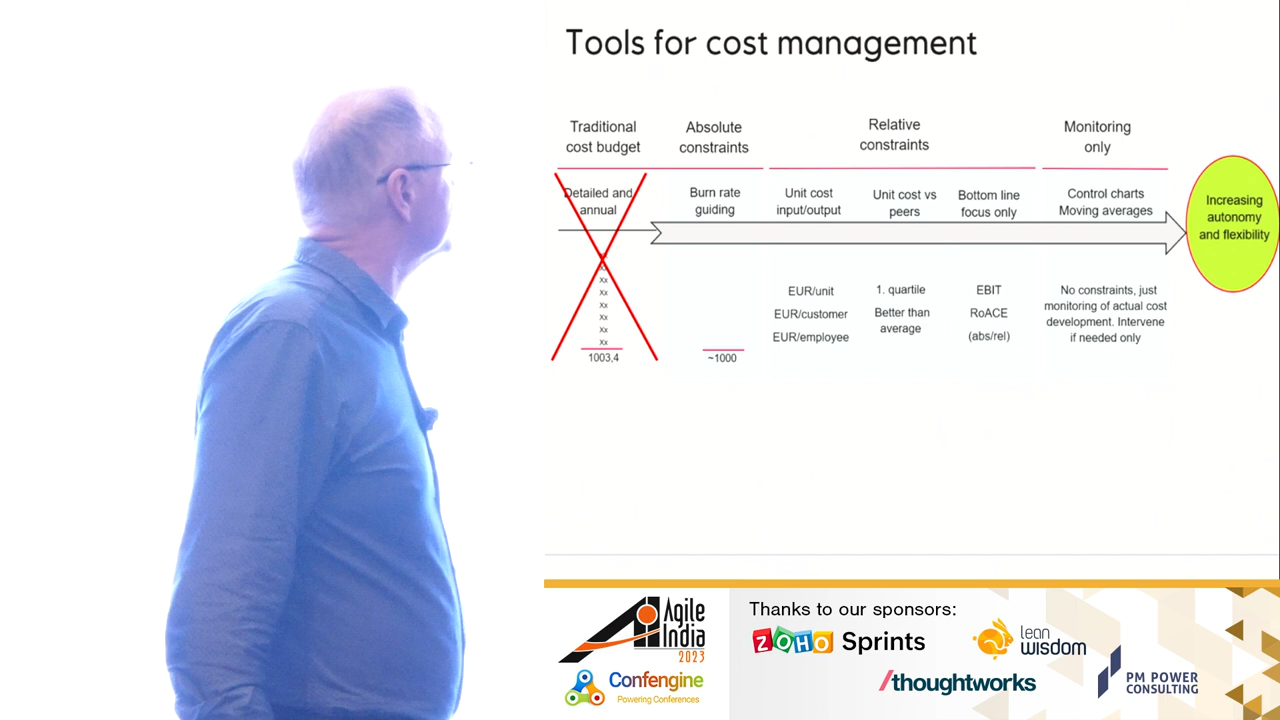 Tools for cost management
Traditional
cost budget
Absolute
constraints
Relative
constraints
Monitoring
only
Detailed and
annual
Burn rate
guiding
Unit cost
input/output
Unit cost vs
peers
Bottom line
focus only
Control charts
Moving averages
Increasing
autonomy
and flexibility
Xx
Xx
Xx
Xx
Xx
Xx
1003,4
~1000
EUR/unit
EUR/customer
EUR/employee
1. quartile
Better than
average
EBIT
RoACE
(abs/rel)
No constraints, just
monitoring of actual cost
development. Intervene
if needed only
Agile
India
2023
Confengine
Powering Conferences
Thanks to our sponsors:
ZOHO Sprints
lean
wisdom
/thoughtworks
PM POWER
CONSULTING